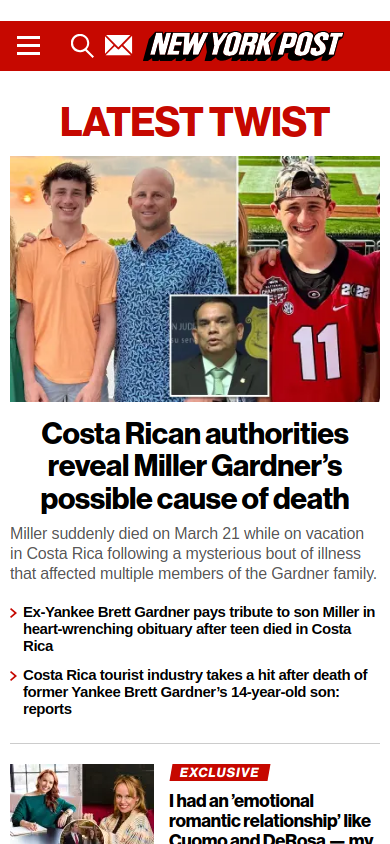 NEW YORK POST
LATEST TWIST
11
Costa Rican authorities
reveal Miller Gardner’s
possible cause of death
Miller suddenly died on March 21 while on vacation
in Costa Rica following a mysterious bout of illness
that affected multiple members of the Gardner family.
Ex-Yankee Brett Gardner pays tribute to son Miller in
heart-wrenching obituary after teen died in Costa
Rica
Costa Rica tourist industry takes a hit after death of
former Yankee Brett Gardner’s 14-year-old son:
reports
EXCLUSIVE
I had an ’emotional
romantic relationship’ like
Cuomo and DeRosa — my